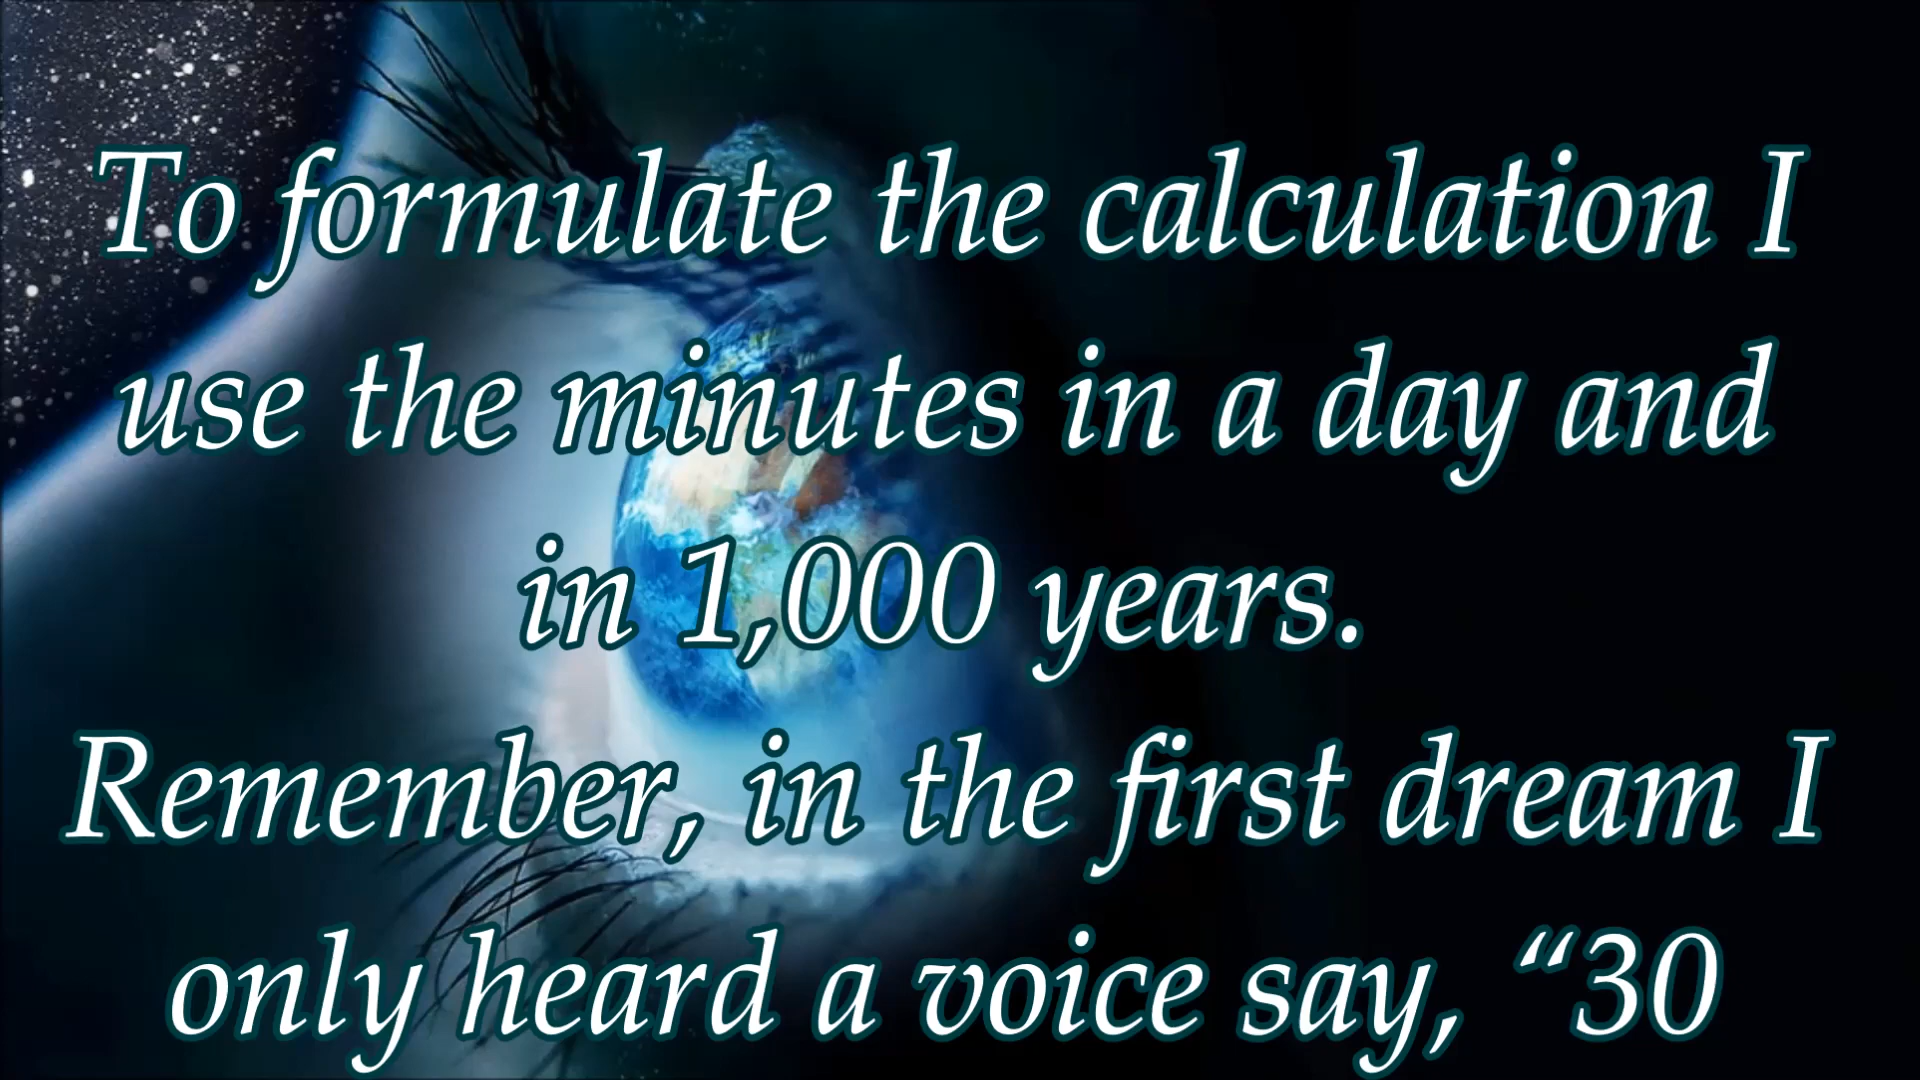 To formulate the calculation I
use the minutes in a day and
in 1,000 years.
Remember, in the first dream I
only heard a voice say, “30